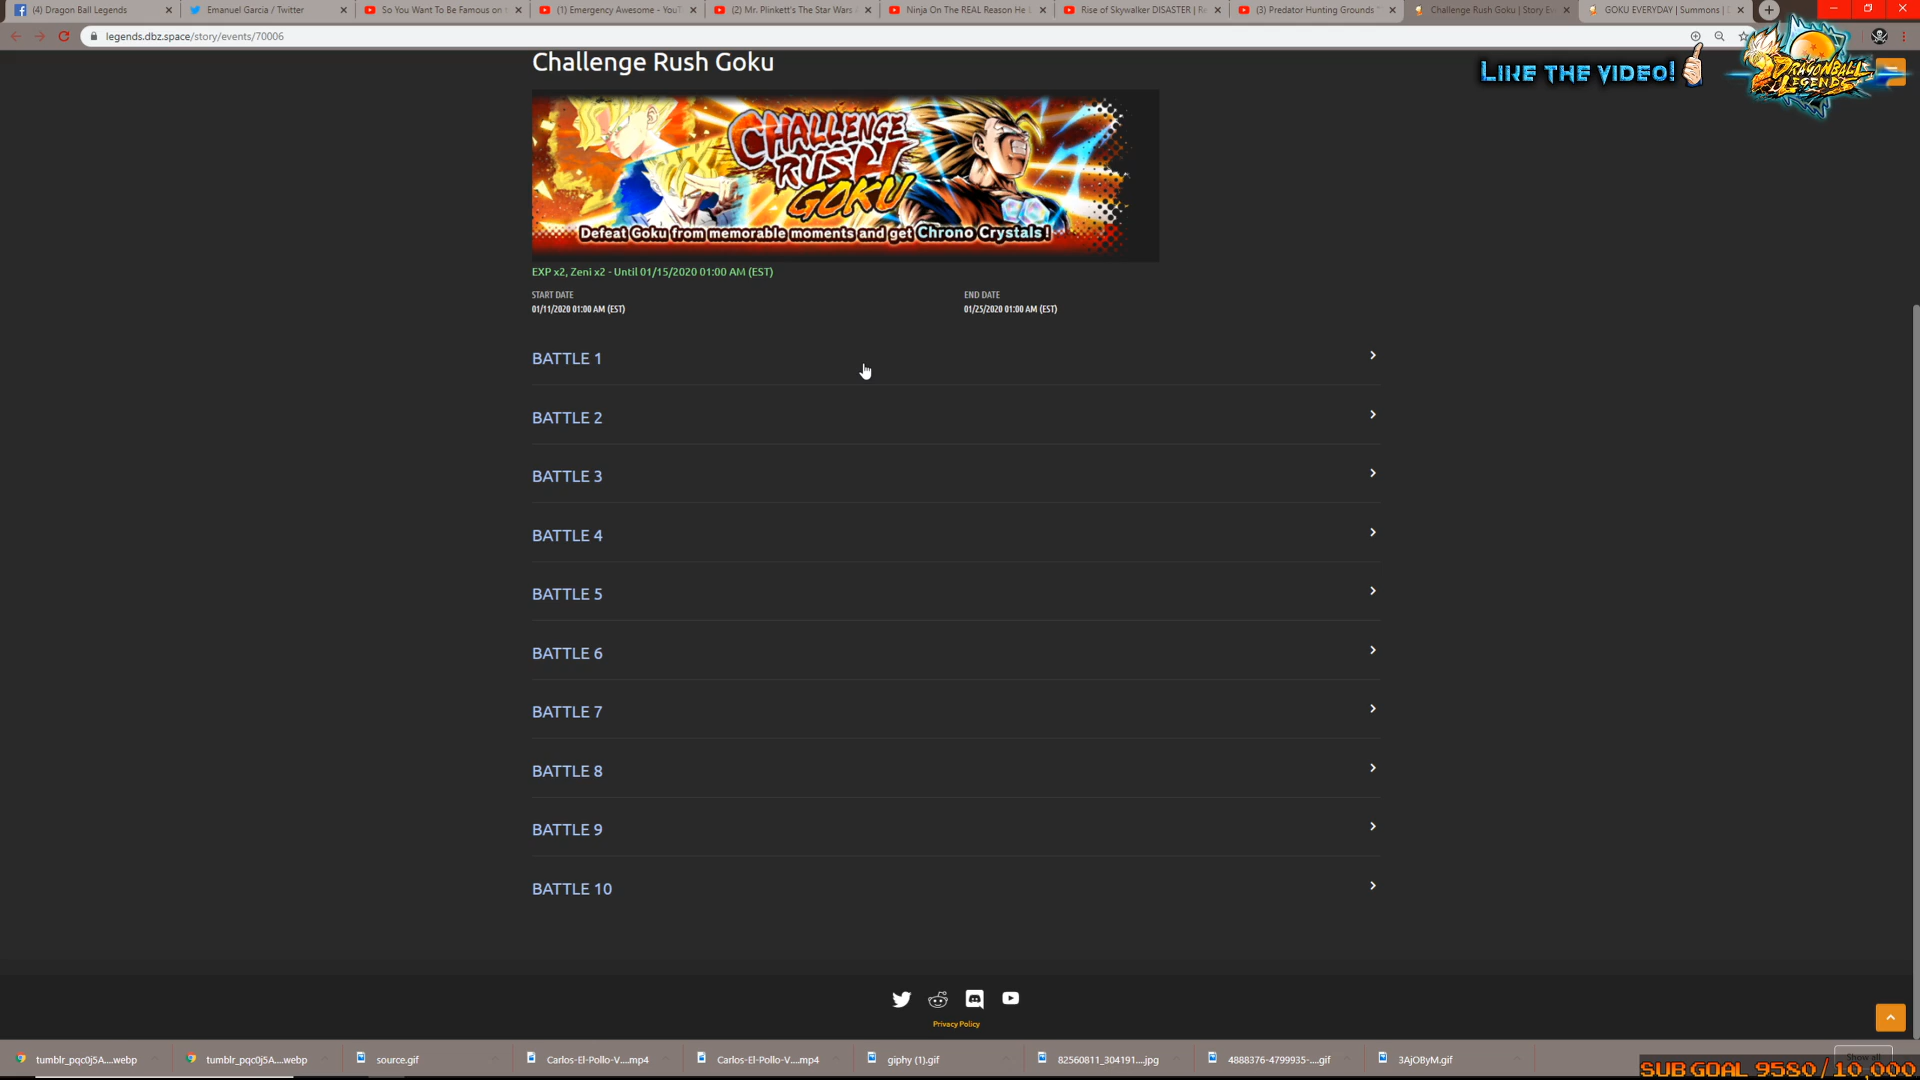 (4) Dragon Ball Legends
Emanuel Garcia / Twitter
So You Want To Be Famous on
(1) Emergency Awesome - YouT
(2) Mr. Plinkett's The Star Wars
Ninja On The REAL Reason He
Rise of Skywalker DISASTER | R
(3) Predator Hunting Grounds
Challenge Rush Goku | Story E
GOKU EVERYDAY | Summons |
legends.dbz.space/story/events/70006
LIKE THE VIDEO!
DRAGONBALL
LEGENDS
Challenge Rush Goku
CHALLENGE
RUSH
GOKU
Defeat Goku from memorable moments and get Chrono Crystals!
EXP x2, Zeni x2 - Until 01/15/2020 01:00 AM (EST)
START DATE
01/11/2020 01:00 AM (EST)
END DATE
01/25/2020 01:00 AM (EST)
BATTLE 1
BATTLE 2
BATTLE 3
BATTLE 4
BATTLE 5
BATTLE 6
BATTLE 7
BATTLE 8
BATTLE 9
BATTLE 10
Privacy Policy
tumblr_pqc0j5A....webp
tumblr_pqc0j5A....webp
source.gif
Carlos-El-Pollo-V....mp4
Carlos-El-Pollo-V....mp4
giphy (1).gif
82560811_304191....jpg
4888376-4799935-....gif
3AjOByM.gif
Show all
SUB GOAL 9580/10,000